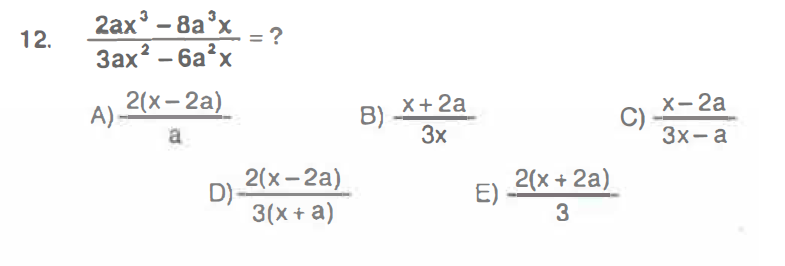 12. (2ax³ – 8a³x)/(3ax² – 6a²x) = ?
A) 2(x – 2a)/a B) (x + 2a)/3x C) (x – 2a)/(3x – a)
D) 2(x – 2a)/3(x + a) E) 2(x + 2a)/3